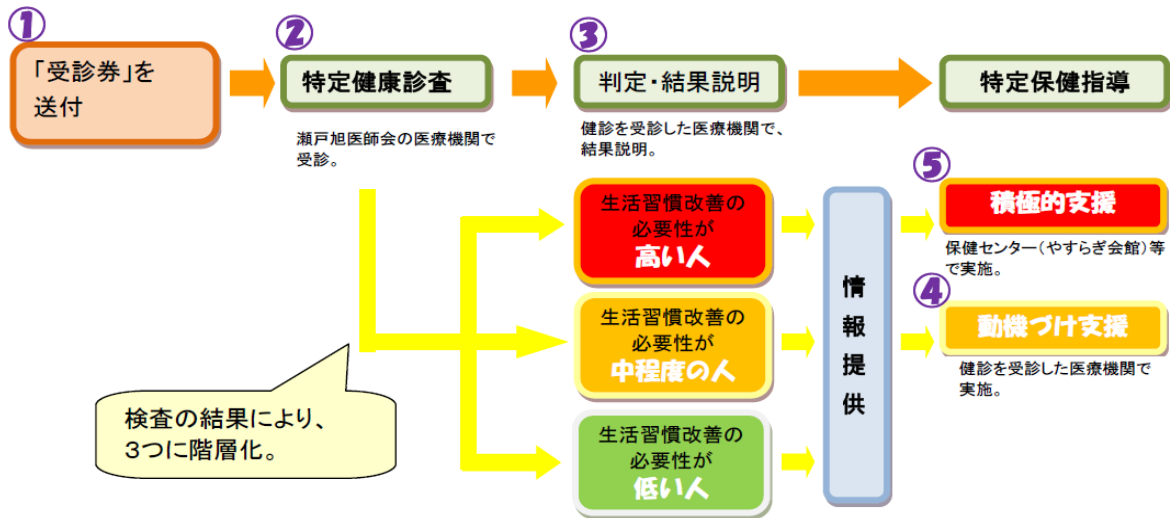 ①
「受診券」を
送付
②
特定健康診査
瀬戸旭医師会の医療機関で
受診。
③
判定・結果説明
健診を受診した医療機関で、
結果説明。
特定保健指導
生活習慣改善の
必要性が
高い人
生活習慣改善の
必要性が
中程度の人
生活習慣改善の
必要性が
低い人
情報提供
⑤
積極的支援
保健センター（やすらぎ会館）等
で実施。
④
動機づけ支援
健診を受診した医療機関で
実施。
検査の結果により、
３つに階層化。